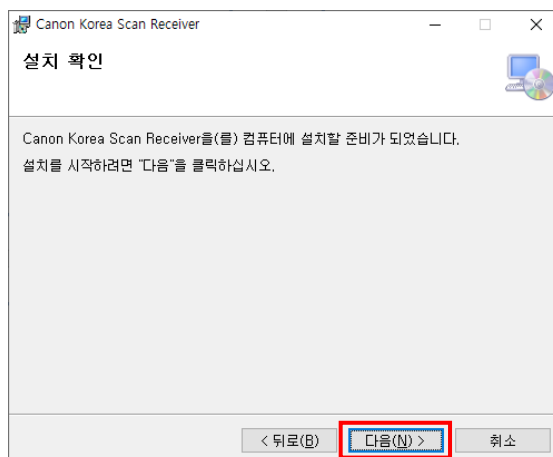 Canon Korea Scan Receiver
설치 확인
Canon Korea Scan Receiver을(를) 컴퓨터에 설치할 준비가 되었습니다.
설치를 시작하려면 "다음"을 클릭하십시오.
< 뒤로(B) 다음(N) > 취소